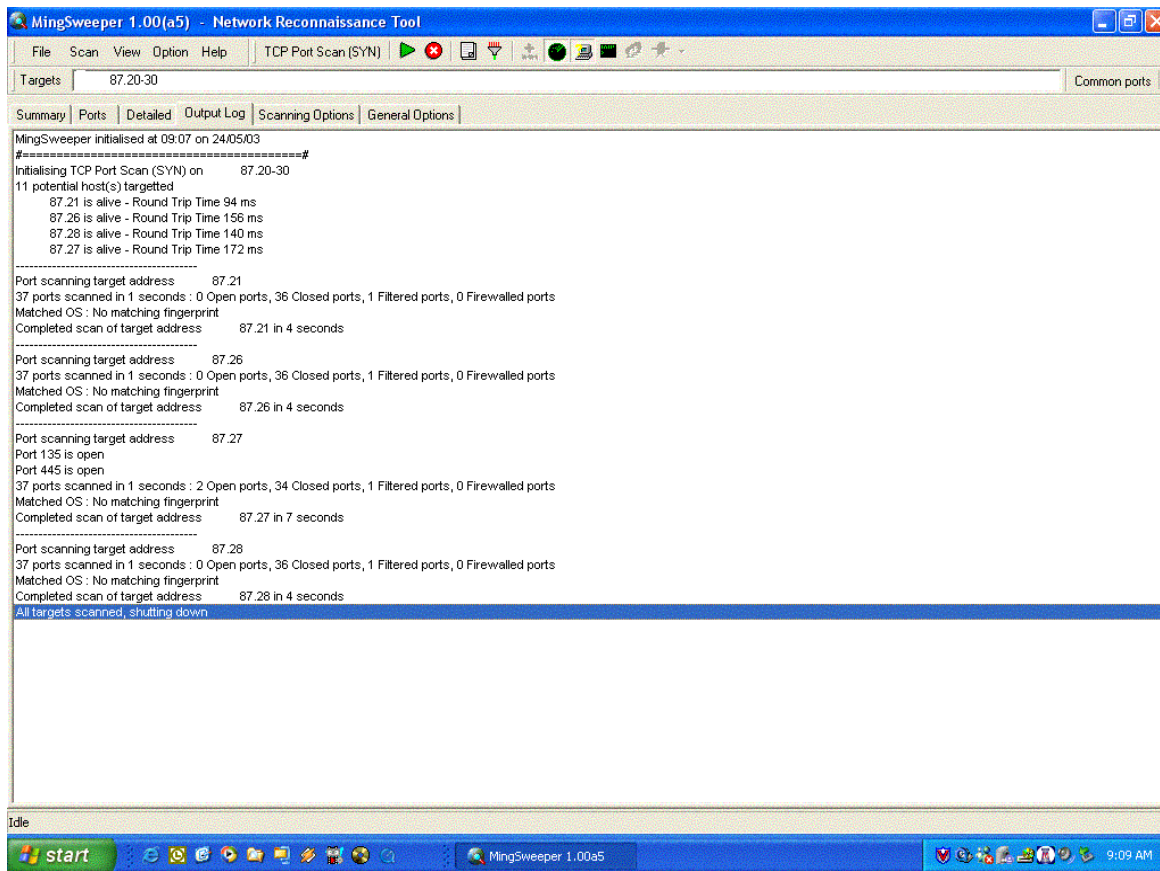 MingSweeper 1.00(a5) - Network Reconnaissance Tool
File Scan View Option Help TCP Port Scan (SYN)
Targets 87.20-30 Common ports
Summary Ports Detailed Output Log Scanning Options General Options
MingSweeper initialised at 09:07 on 24/05/03
#========================================#
Initialising TCP Port Scan (SYN) on 87.20-30
11 potential host(s) targetted
87.21 is alive - Round Trip Time 94 ms
87.26 is alive - Round Trip Time 156 ms
87.28 is alive - Round Trip Time 140 ms
87.27 is alive - Round Trip Time 172 ms
------------------------------------------
Port scanning target address 87.21
37 ports scanned in 1 seconds : 0 Open ports, 36 Closed ports, 1 Filtered ports, 0 Firewalled ports
Matched OS : No matching fingerprint
Completed scan of target address 87.21 in 4 seconds
------------------------------------------
Port scanning target address 87.26
37 ports scanned in 1 seconds : 0 Open ports, 36 Closed ports, 1 Filtered ports, 0 Firewalled ports
Matched OS : No matching fingerprint
Completed scan of target address 87.26 in 4 seconds
------------------------------------------
Port scanning target address 87.27
Port 135 is open
Port 445 is open
37 ports scanned in 1 seconds : 2 Open ports, 34 Closed ports, 1 Filtered ports, 0 Firewalled ports
Matched OS : No matching fingerprint
Completed scan of target address 87.27 in 7 seconds
------------------------------------------
Port scanning target address 87.28
37 ports scanned in 1 seconds : 0 Open ports, 36 Closed ports, 1 Filtered ports, 0 Firewalled ports
Matched OS : No matching fingerprint
Completed scan of target address 87.28 in 4 seconds
All targets scanned, shutting down
Idle
start MingSweeper 1.00a5 9:09 AM